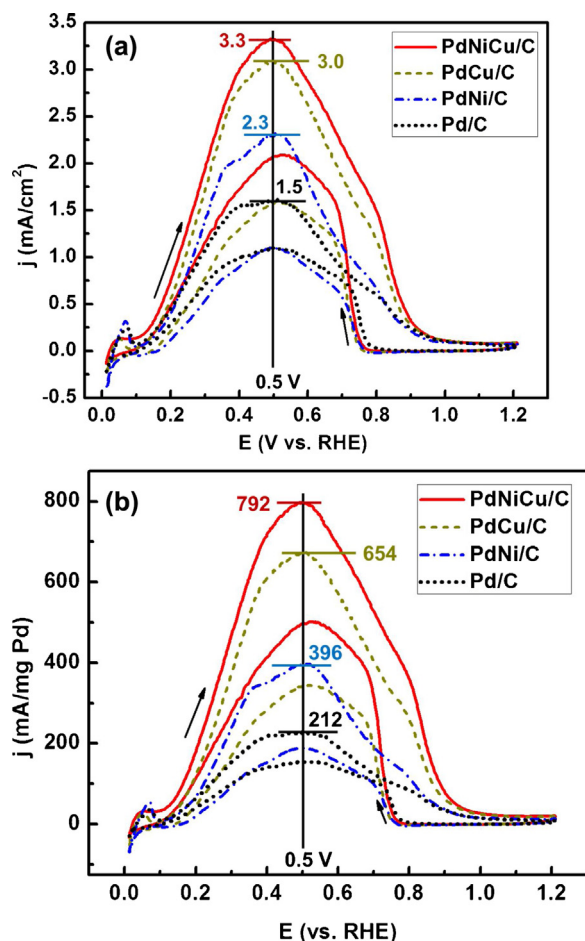 (a)
3.3
3.0
2.3
1.5
PdNiCu/C
PdCu/C
PdNi/C
Pd/C
3.5
3.0
2.5
2.0
1.5
1.0
0.5
0.0
-0.5
j (mA/cm²)
0.5 V
0.0 0.2 0.4 0.6 0.8 1.0 1.2
E (V vs. RHE)
(b)
792
654
396
212
PdNiCu/C
PdCu/C
PdNi/C
Pd/C
800
600
400
200
0
j (mA/mg Pd)
0.5 V
0.0 0.2 0.4 0.6 0.8 1.0 1.2
E (vs. RHE)